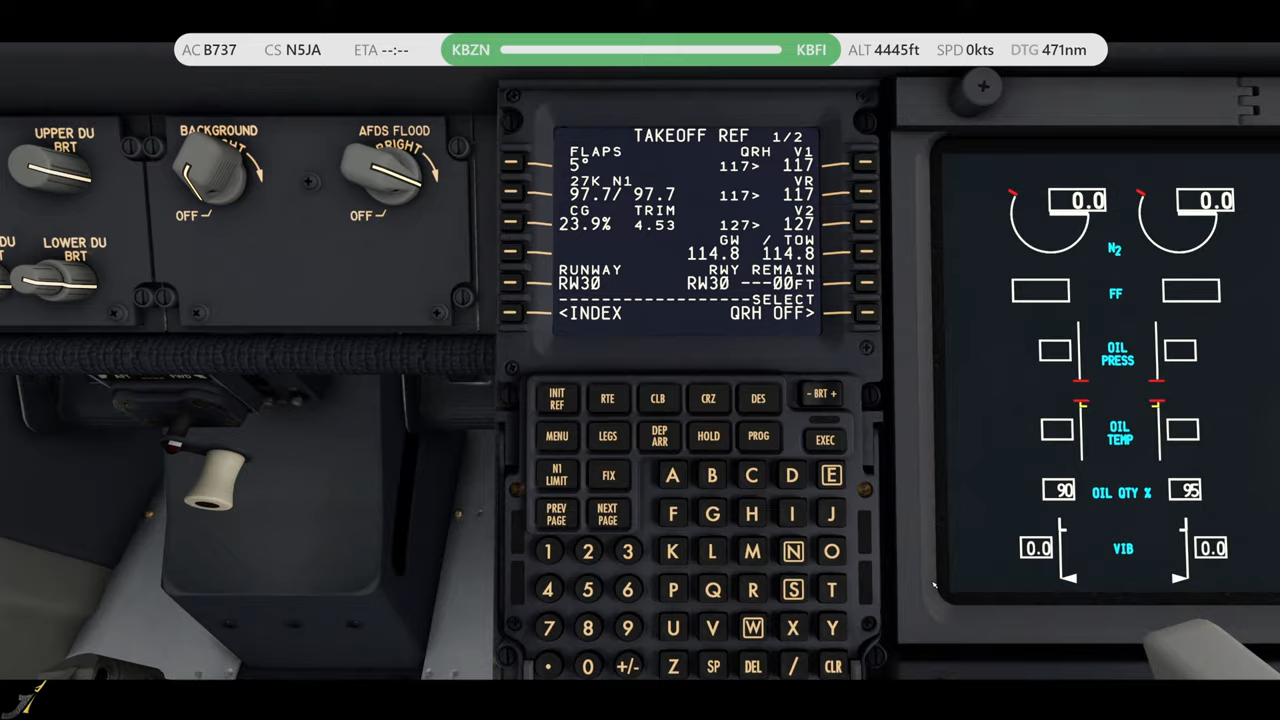 AC B737 CS N5JA ETA --:-- KBZN KBFI ALT 4445ft SPD 0kts DTG 471nm
UPPER DU
BRT
BACKGROUND
BRIGHT
OFF
AFDS FLOOD
BRIGHT
OFF
DU
LOWER DU
BRT
TAKEOFF REF 1/2
FLAPS QRH V1
5° 117> 117
27K N1 VR
97.7/ 97.7 117> 117
CG TRIM V2
23.9% 4.53 127> 127
GW / TOW
114.8 114.8
RUNWAY RWY REMAIN
RW30 RW30 ---00FT
--------------------SELECT
<INDEX QRH OFF>
INIT REF RTE CLB CRZ DES - BRT +
MENU LEGS DEP ARR HOLD PROG EXEC
N1 LIMIT FIX A B C D E
PREV PAGE NEXT PAGE F G H I J
1 2 3 K L M N O
4 5 6 P Q R S T
7 8 9 U V W X Y
. 0 +/- Z SP DEL / CLR
0.0 0.0
N2
FF
OIL
PRESS
OIL
TEMP
90 OIL QTY % 95
0.0 VIB 0.0